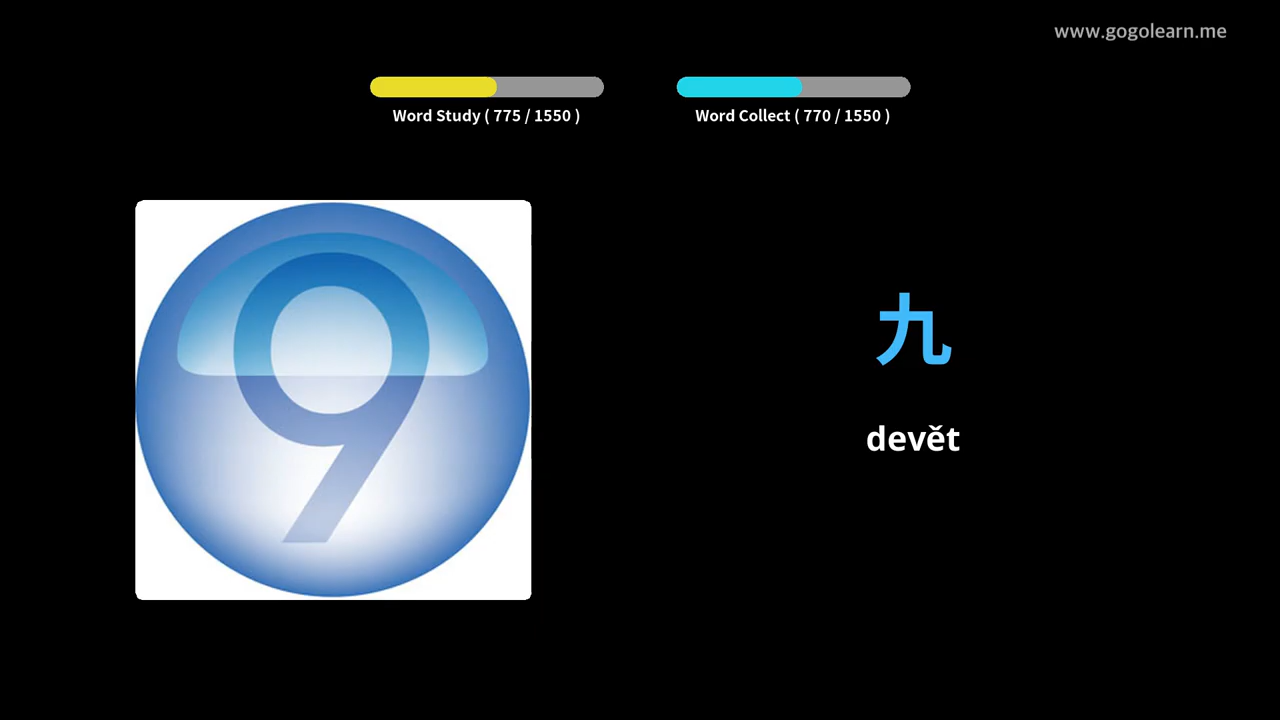 www.gogolearn.me
Word Study ( 775 / 1550 )
Word Collect ( 770 / 1550 )
9
九
devět